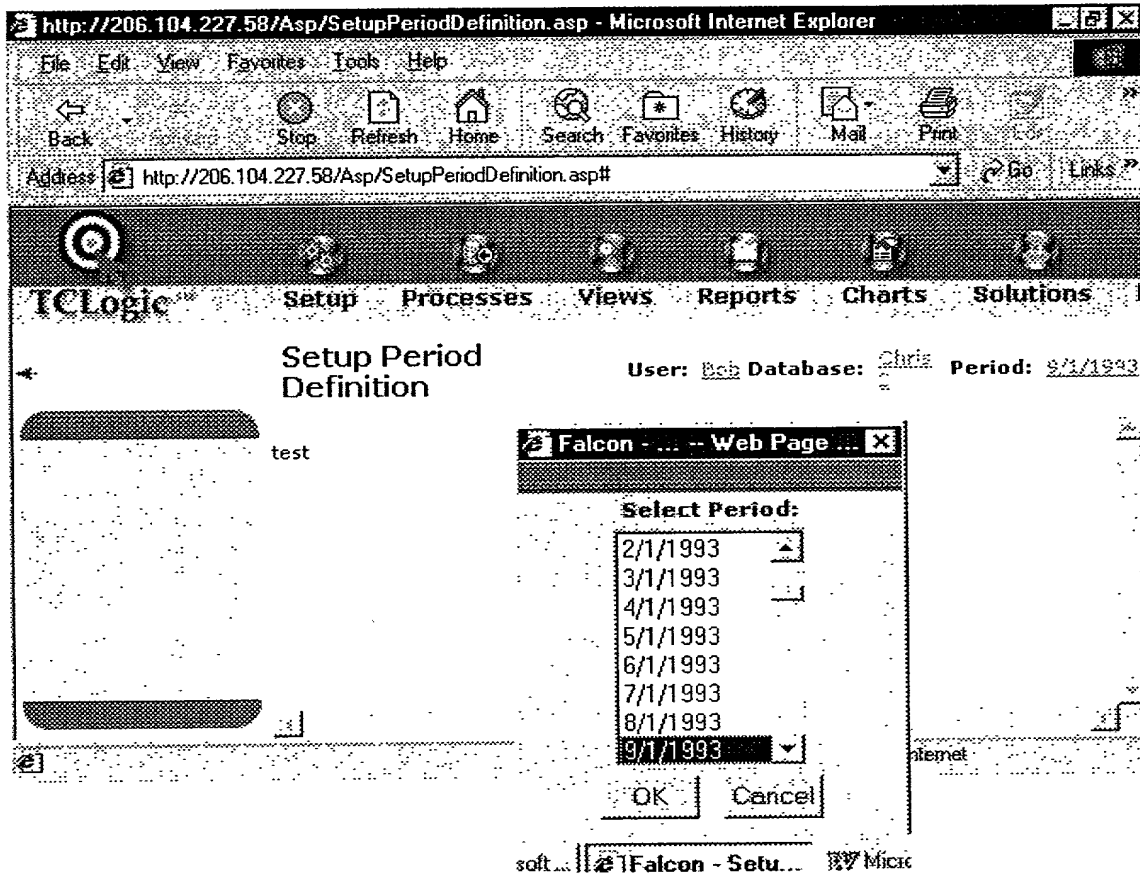 http://206.104.227.58/Asp/SetupPeriodDefinition.asp - Microsoft Internet Explorer
File Edit View Favorites Tools Help
Back Stop Refresh Home Search Favorites History Mail Print
Address http://206.104.227.58/Asp/SetupPeriodDefinition.asp# Go Links »
TCLogic Setup Processes Views Reports Charts Solutions
Setup Period
Definition
User: Bob Database: Chris Period: 9/1/1993
test
Falcon - ... -- Web Page ...
Select Period:
2/1/1993
3/1/1993
4/1/1993
5/1/1993
6/1/1993
7/1/1993
8/1/1993
9/1/1993
OK Cancel
nternet
soft ... Falcon - Setu... Micro